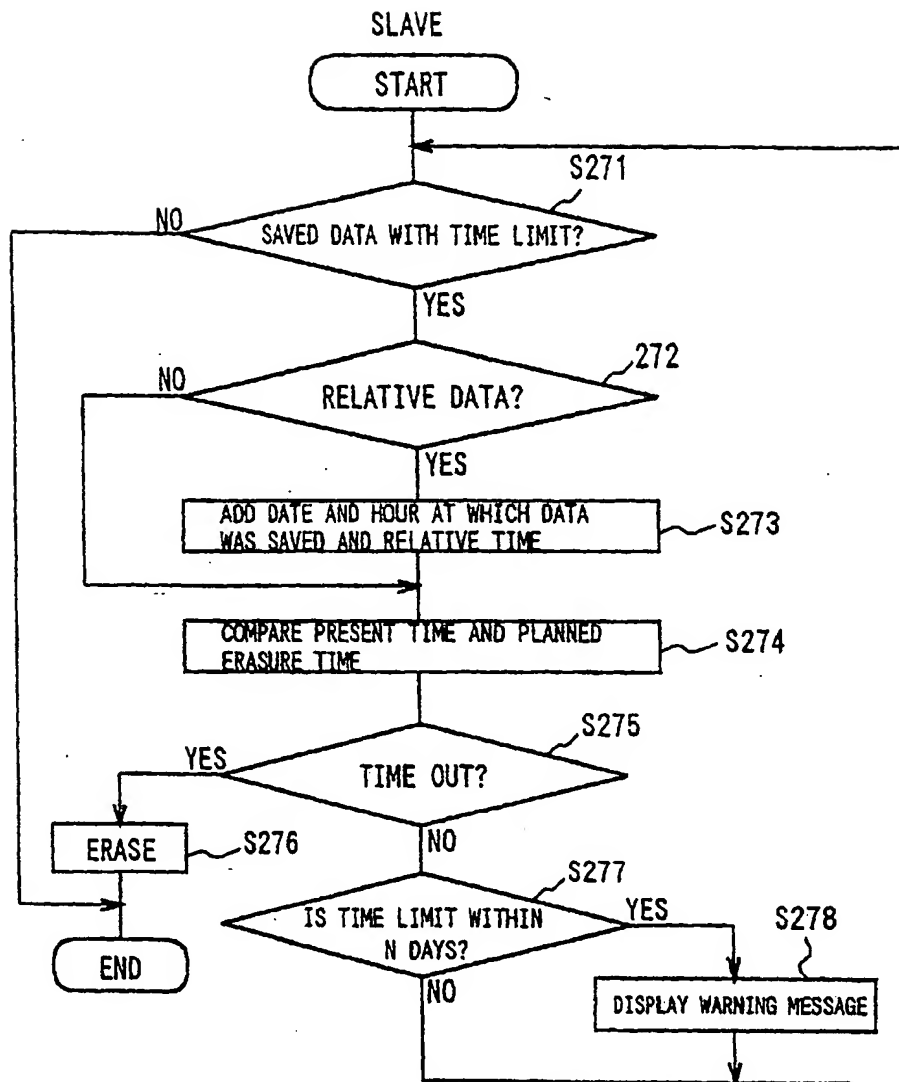 SLAVE
START
S271
NO
SAVED DATA WITH TIME LIMIT?
YES
272
NO
RELATIVE DATA?
YES
ADD DATE AND HOUR AT WHICH DATA
WAS SAVED AND RELATIVE TIME
S273
COMPARE PRESENT TIME AND PLANNED
ERASURE TIME
S274
S275
YES
TIME OUT?
ERASE
S276
NO
S277
IS TIME LIMIT WITHIN
N DAYS?
YES
S278
END
NO
DISPLAY WARNING MESSAGE